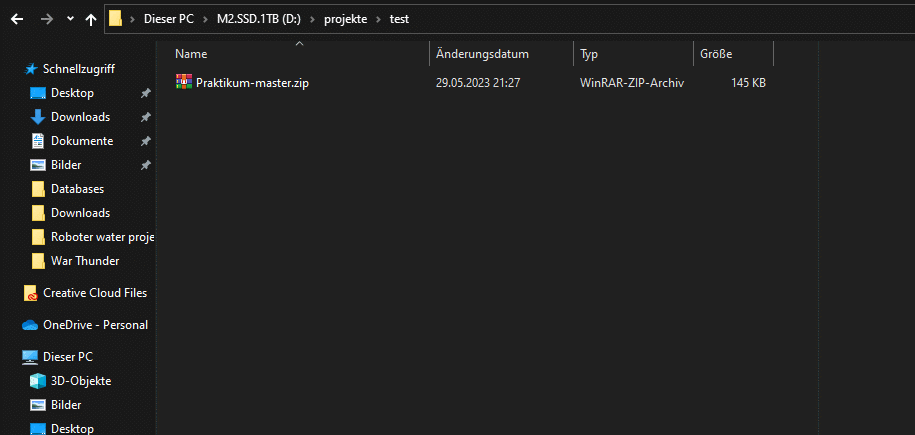 Dieser PC > M2.SSD.1TB (D:) > projekte > test
Name Änderungsdatum Typ Größe
Praktikum-master.zip 29.05.2023 21:27 WinRAR-ZIP-Archiv 145 KB
Schnellzugriff
Desktop
Downloads
Dokumente
Bilder
Databases
Downloads
Roboter water proje
War Thunder
Creative Cloud Files
OneDrive - Personal
Dieser PC
3D-Objekte
Bilder
Desktop